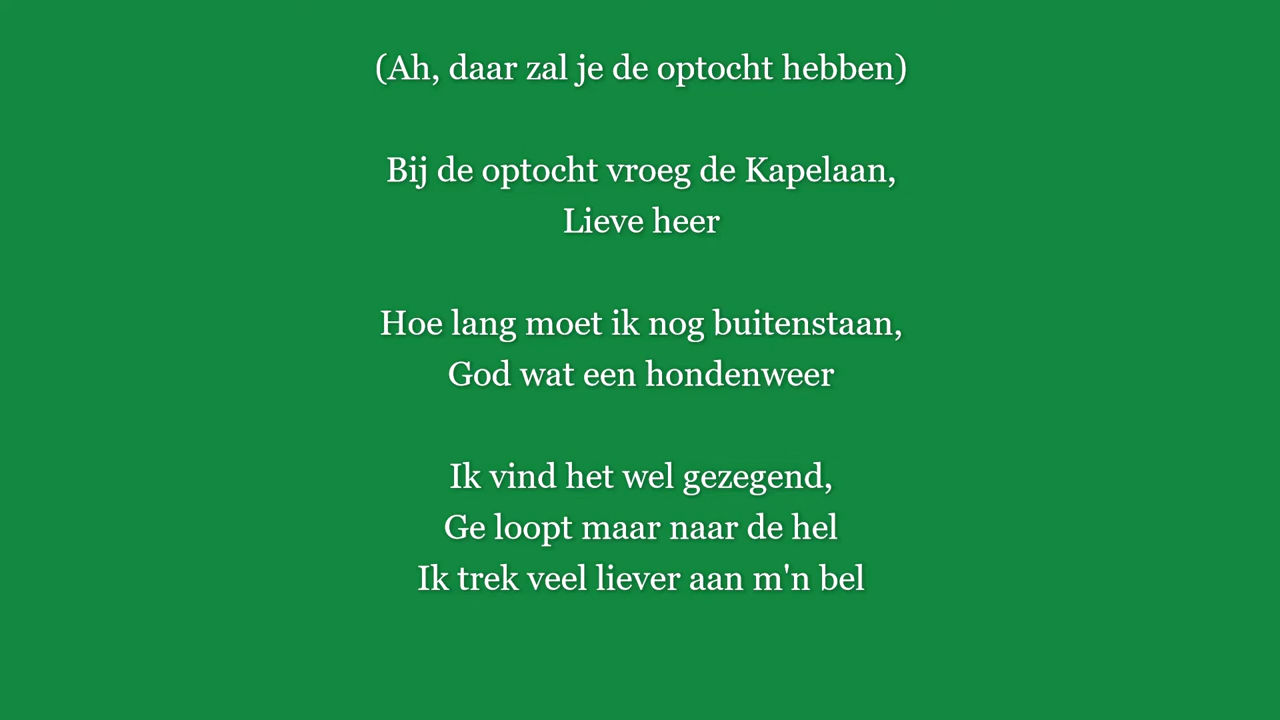 (Ah, daar zal je de optocht hebben)
Bij de optocht vroeg de Kapelaan,
Lieve heer
Hoe lang moet ik nog buitenstaan,
God wat een hondenweer
Ik vind het wel gezegend,
Ge loopt maar naar de hel
Ik trek veel liever aan m'n bel